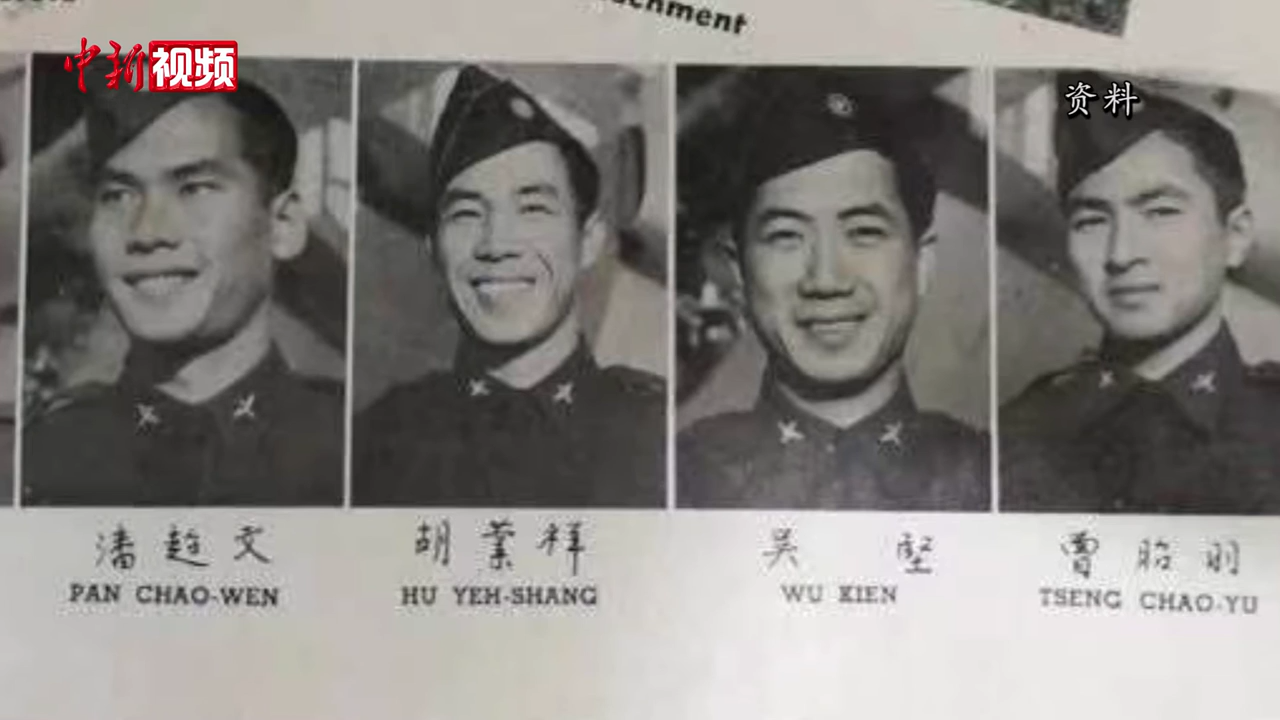 chment
中新视频
资料
潘趋文 胡業祥 吴堅 曾昭羽
PAN CHAO-WEN HU YEH-SHANG WU KIEN TSENG CHAO-YU